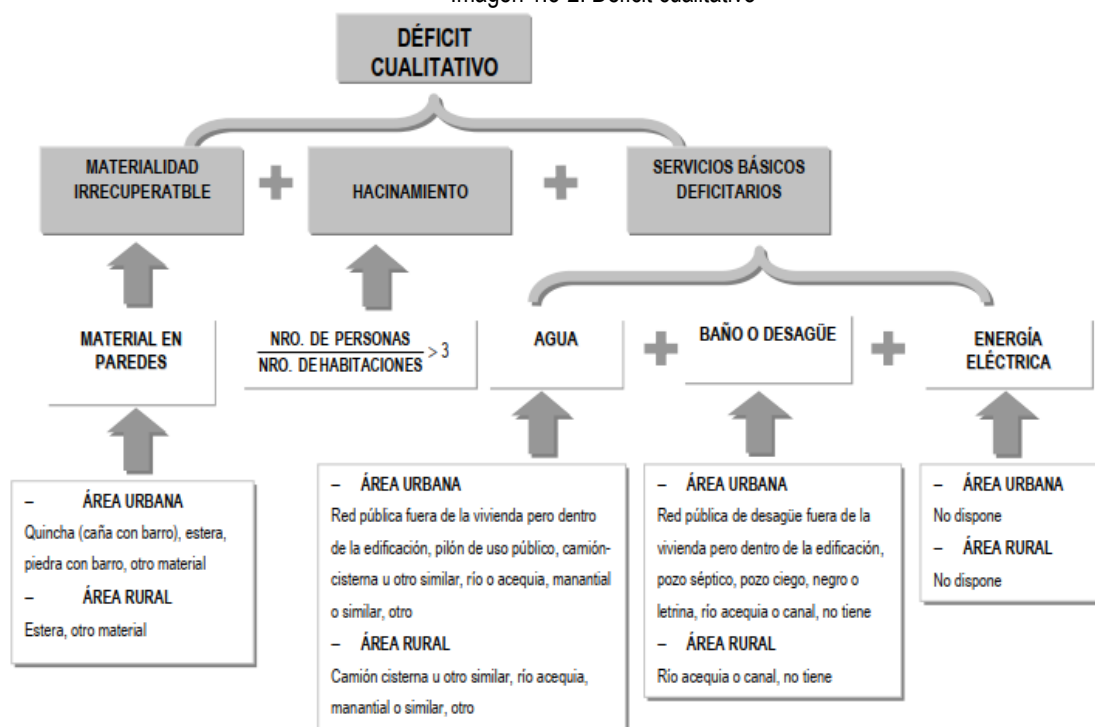 DÉFICIT
CUALITATIVO
MATERIALIDAD
IRRECUPERATBLE
HACINAMIENTO
SERVICIOS BÁSICOS
DEFICITARIOS
MATERIAL EN
PAREDES
NRO. DE PERSONAS
NRO. DE HABITACIONES
> 3
AGUA
BAÑO O DESAGÜE
ENERGÍA
ELÉCTRICA
– ÁREA URBANA
Quincha (caña con barro), estera,
piedra con barro, otro material
– ÁREA RURAL
Estera, otro material
– ÁREA URBANA
Red pública fuera de la vivienda pero dentro
de la edificación, pilón de uso público, camión-
cisterna u otro similar, río o acequia, manantial
o similar, otro
– ÁREA RURAL
Camión cisterna u otro similar, río acequia,
manantial o similar, otro
– ÁREA URBANA
Red pública de desagüe fuera de la
vivienda pero dentro de la edificación,
pozo séptico, pozo ciego, negro o
letrina, río acequia o canal, no tiene
– ÁREA RURAL
Río acequia o canal, no tiene
– ÁREA URBANA
No dispone
– ÁREA RURAL
No dispone